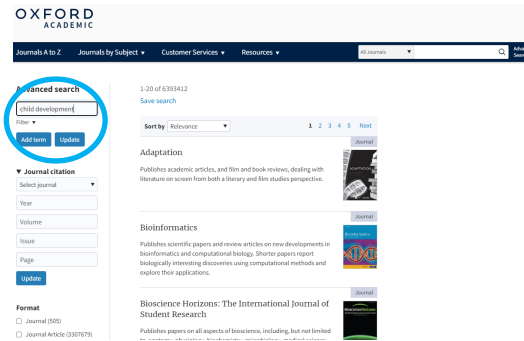 OXFORD
ACADEMIC
Journals A to Z Journals by Subject ▼ Customer Services ▼ Resources ▼ All Journals ▼
Advanced search
child development
Filter ▼
Add term Update
▼ Journal citation
Select journal ▼
Year
Volume
Issue
Page
Update
Format
Journal (505)
Journal Article (3307679)
1-20 of 6393412
Save search
Sort by Relevance ▼ 1 2 3 4 5 Next
Journal
Adaptation
Publishes academic articles, and film and book reviews, dealing with
literature on screen from both a literary and film studies perspective.
ADAPTATION
Journal
Bioinformatics
Publishes scientific papers and review articles on new developments in
bioinformatics and computational biology. Shorter papers report
biologically interesting discoveries using computational methods and
explore their applications.
Bioinformatics
Journal
Bioscience Horizons: The International Journal of
Student Research
Publishes papers on all aspects of bioscience, including, but not limited
BioscienceHorizons